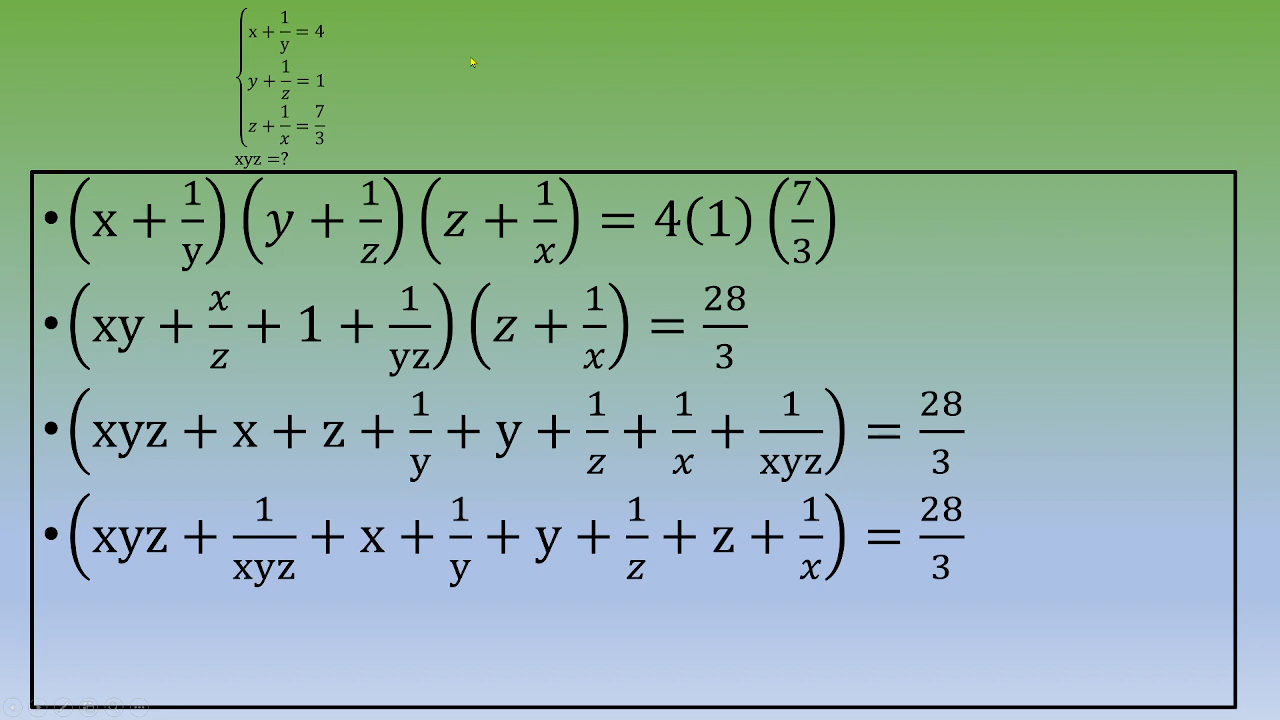 x + 1/y = 4
y + 1/z = 1
z + 1/x = 7/3
xyz =?
• (x + 1/y) (y + 1/z) (z + 1/x) = 4(1) (7/3)
• (xy + x/z + 1 + 1/yz) (z + 1/x) = 28/3
• (xyz + x + z + 1/y + y + 1/z + 1/x + 1/xyz) = 28/3
• (xyz + 1/xyz + x + 1/y + y + 1/z + z + 1/x) = 28/3